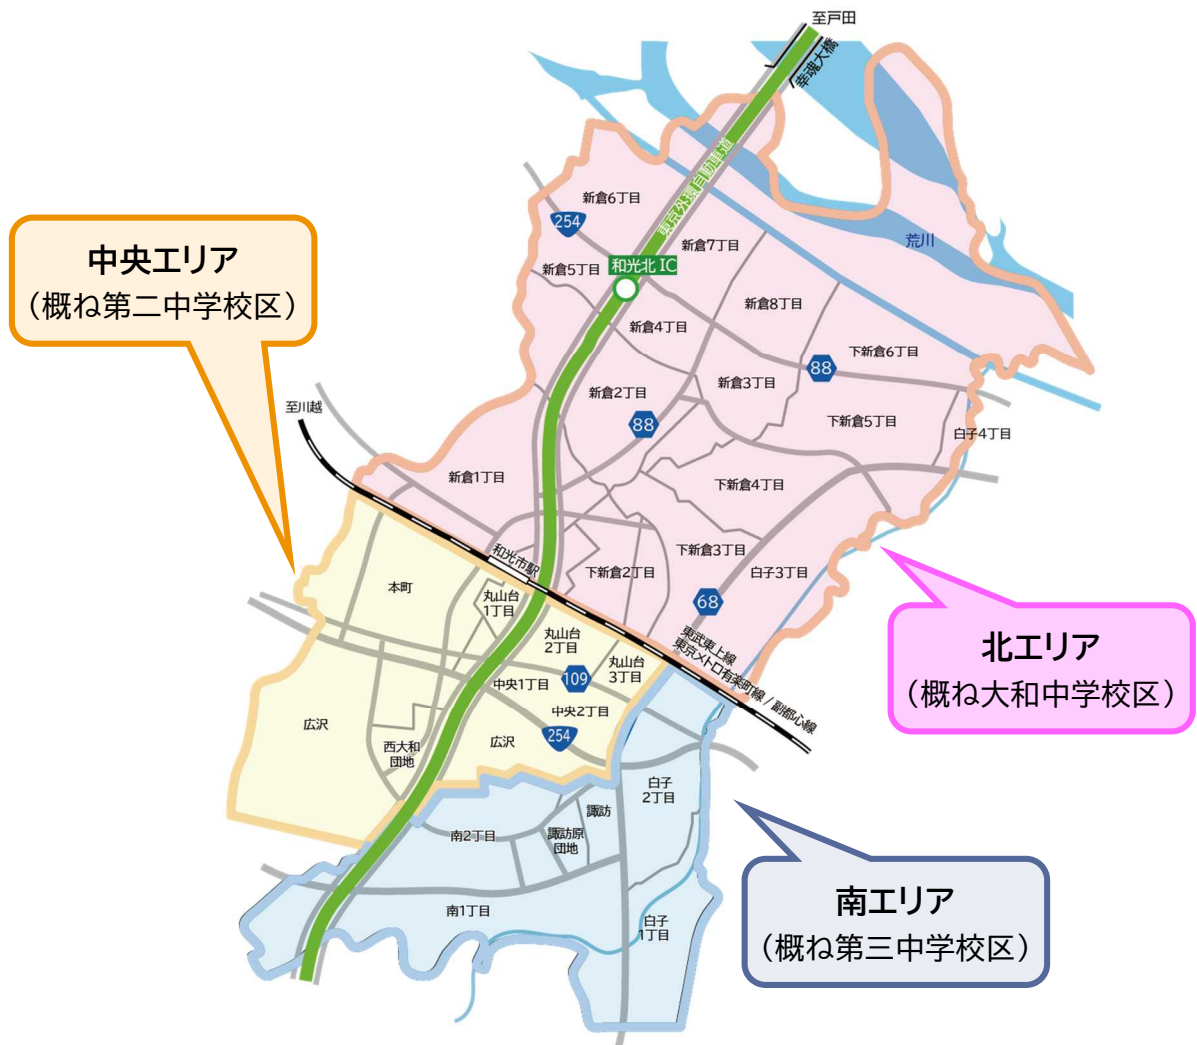 至戸田
幸魂大橋
東京外環自動車道
新倉6丁目
254
新倉7丁目
荒川
中央エリア
（概ね第二中学校区）
新倉5丁目
和光北 IC
新倉8丁目
新倉4丁目
下新倉6丁目
88
新倉3丁目
新倉2丁目
至川越
88
下新倉5丁目
白子4丁目
新倉1丁目
下新倉4丁目
和光市駅
下新倉3丁目
下新倉2丁目
白子3丁目
本町
丸山台
1丁目
68
丸山台
2丁目
東武東上線
東京メトロ有楽町線 / 副都心線
北エリア
（概ね大和中学校区）
丸山台
3丁目
中央1丁目
109
中央2丁目
広沢
254
広沢
西大和
団地
白子
2丁目
諏訪
南2丁目
諏訪原
団地
南1丁目
白子
1丁目
南エリア
（概ね第三中学校区）